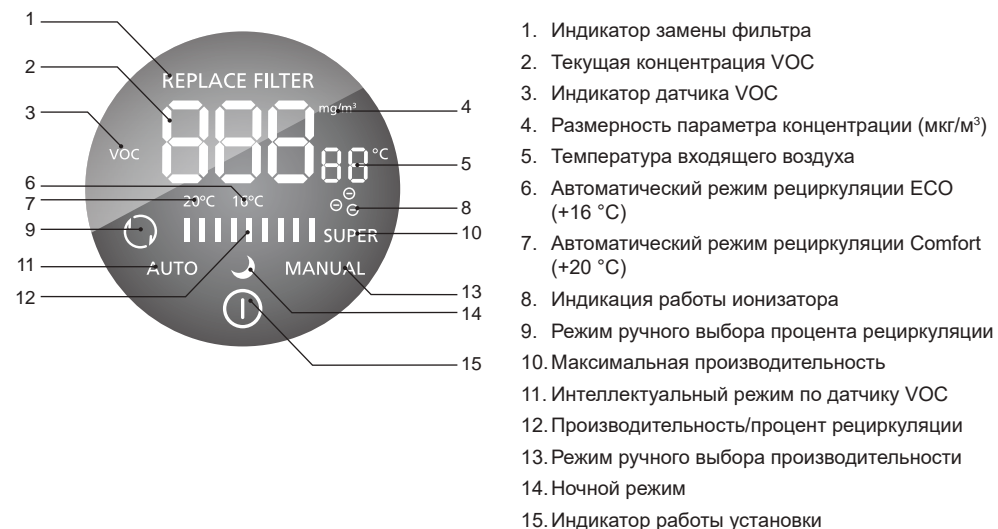 1
REPLACE FILTER
2
888 mg/m³
3
VOC
4
88 °C
5
6
7
20°C 16°C
8
9
SUPER
10
11
AUTO
MANUAL
12
13
14
15
1. Индикатор замены фильтра
2. Текущая концентрация VOC
3. Индикатор датчика VOC
4. Размерность параметра концентрации (мкг/м³)
5. Температура входящего воздуха
6. Автоматический режим рециркуляции ECO
(+16 °C)
7. Автоматический режим рециркуляции Comfort
(+20 °C)
8. Индикация работы ионизатора
9. Режим ручного выбора процента рециркуляции
10. Максимальная производительность
11. Интеллектуальный режим по датчику VOC
12. Производительность/процент рециркуляции
13. Режим ручного выбора производительности
14. Ночной режим
15. Индикатор работы установки